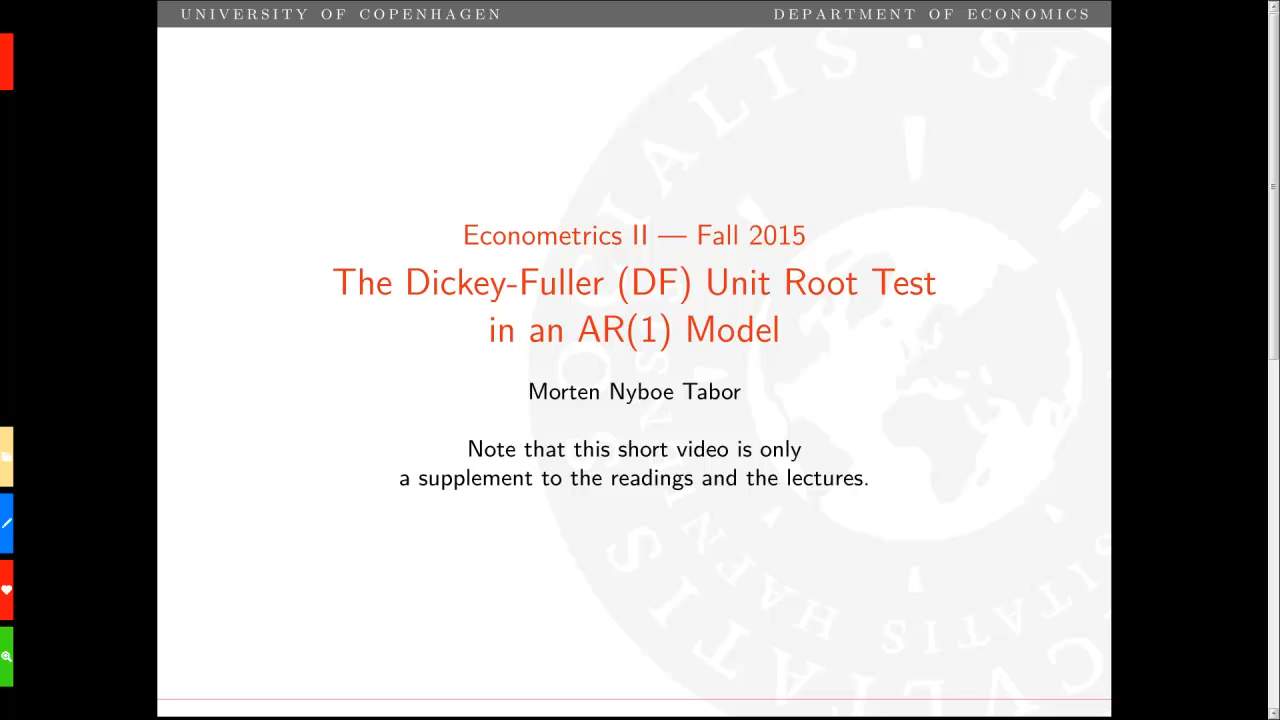 UNIVERSITY OF COPENHAGEN
DEPARTMENT OF ECONOMICS
Econometrics II — Fall 2015
The Dickey-Fuller (DF) Unit Root Test
in an AR(1) Model
Morten Nyboe Tabor
Note that this short video is only
a supplement to the readings and the lectures.